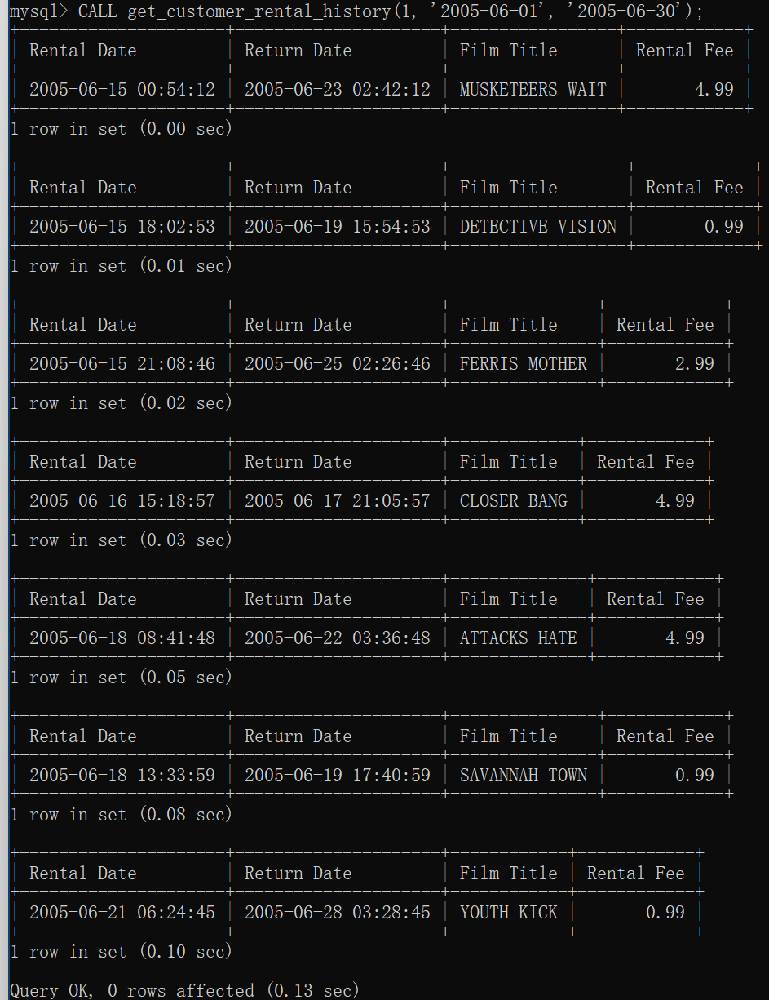 mysql> CALL get_customer_rental_history(1, '2005-06-01', '2005-06-30');
+---------------------+---------------------+-----------------+------------+
| Rental Date         | Return Date         | Film Title      | Rental Fee |
+---------------------+---------------------+-----------------+------------+
| 2005-06-15 00:54:12 | 2005-06-23 02:42:12 | MUSKETEERS WAIT |       4.99 |
+---------------------+---------------------+-----------------+------------+
1 row in set (0.00 sec)

+---------------------+---------------------+------------------+------------+
| Rental Date         | Return Date         | Film Title       | Rental Fee |
+---------------------+---------------------+------------------+------------+
| 2005-06-15 18:02:53 | 2005-06-19 15:54:53 | DETECTIVE VISION |       0.99 |
+---------------------+---------------------+------------------+------------+
1 row in set (0.01 sec)

+---------------------+---------------------+---------------+------------+
| Rental Date         | Return Date         | Film Title    | Rental Fee |
+---------------------+---------------------+---------------+------------+
| 2005-06-15 21:08:46 | 2005-06-25 02:26:46 | FERRIS MOTHER |       2.99 |
+---------------------+---------------------+---------------+------------+
1 row in set (0.02 sec)

+---------------------+---------------------+-------------+------------+
| Rental Date         | Return Date         | Film Title  | Rental Fee |
+---------------------+---------------------+-------------+------------+
| 2005-06-16 15:18:57 | 2005-06-17 21:05:57 | CLOSER BANG |       4.99 |
+---------------------+---------------------+-------------+------------+
1 row in set (0.03 sec)

+---------------------+---------------------+--------------+------------+
| Rental Date         | Return Date         | Film Title   | Rental Fee |
+---------------------+---------------------+--------------+------------+
| 2005-06-18 08:41:48 | 2005-06-22 03:36:48 | ATTACKS HATE |       4.99 |
+---------------------+---------------------+--------------+------------+
1 row in set (0.05 sec)

+---------------------+---------------------+---------------+------------+
| Rental Date         | Return Date         | Film Title    | Rental Fee |
+---------------------+---------------------+---------------+------------+
| 2005-06-18 13:33:59 | 2005-06-19 17:40:59 | SAVANNAH TOWN |       0.99 |
+---------------------+---------------------+---------------+------------+
1 row in set (0.08 sec)

+---------------------+---------------------+------------+------------+
| Rental Date         | Return Date         | Film Title | Rental Fee |
+---------------------+---------------------+------------+------------+
| 2005-06-21 06:24:45 | 2005-06-28 03:28:45 | YOUTH KICK |       0.99 |
+---------------------+---------------------+------------+------------+
1 row in set (0.10 sec)

Query OK, 0 rows affected (0.13 sec)